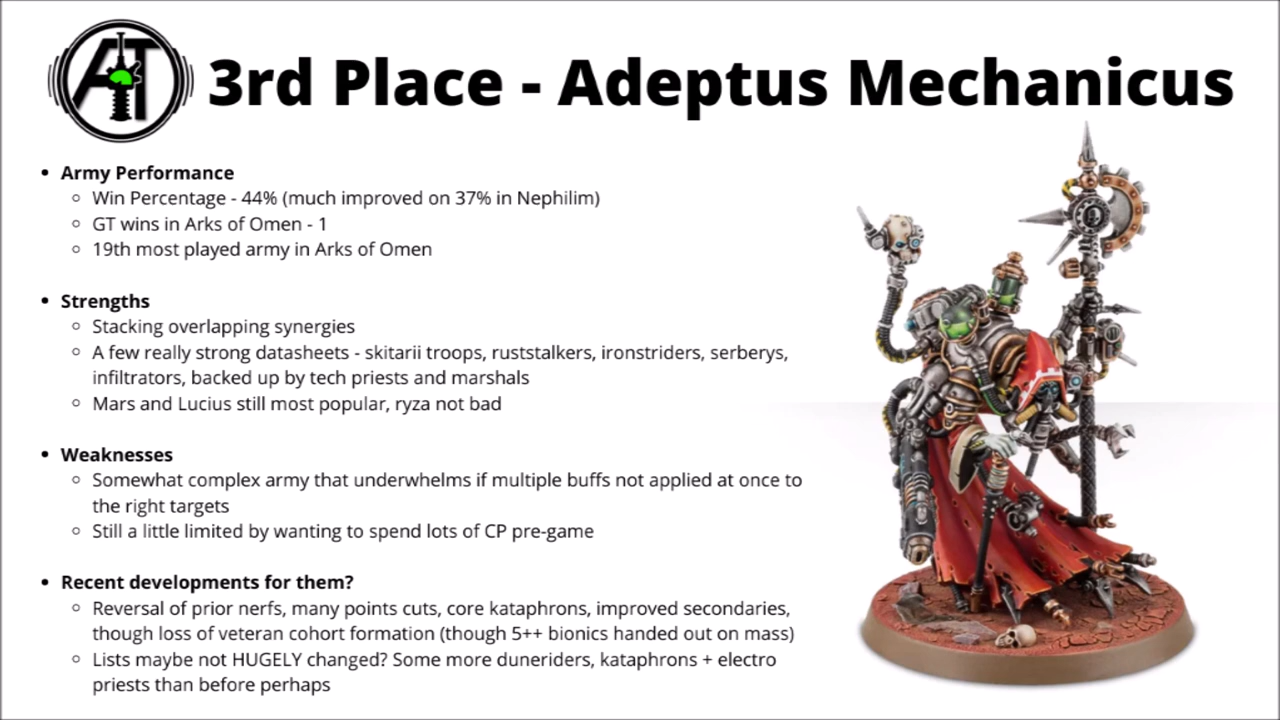 AT
3rd Place - Adeptus Mechanicus
• Army Performance
◦ Win Percentage - 44% (much improved on 37% in Nephilim)
◦ GT wins in Arks of Omen - 1
◦ 19th most played army in Arks of Omen
• Strengths
◦ Stacking overlapping synergies
◦ A few really strong datasheets - skitarii troops, ruststalkers, ironstriders, serberys,
infiltrators, backed up by tech priests and marshals
◦ Mars and Lucius still most popular, ryza not bad
• Weaknesses
◦ Somewhat complex army that underwhelms if multiple buffs not applied at once to
the right targets
◦ Still a little limited by wanting to spend lots of CP pre-game
• Recent developments for them?
◦ Reversal of prior nerfs, many points cuts, core kataphrons, improved secondaries,
though loss of veteran cohort formation (though 5++ bionics handed out on mass)
◦ Lists maybe not HUGELY changed? Some more duneriders, kataphrons + electro
priests than before perhaps